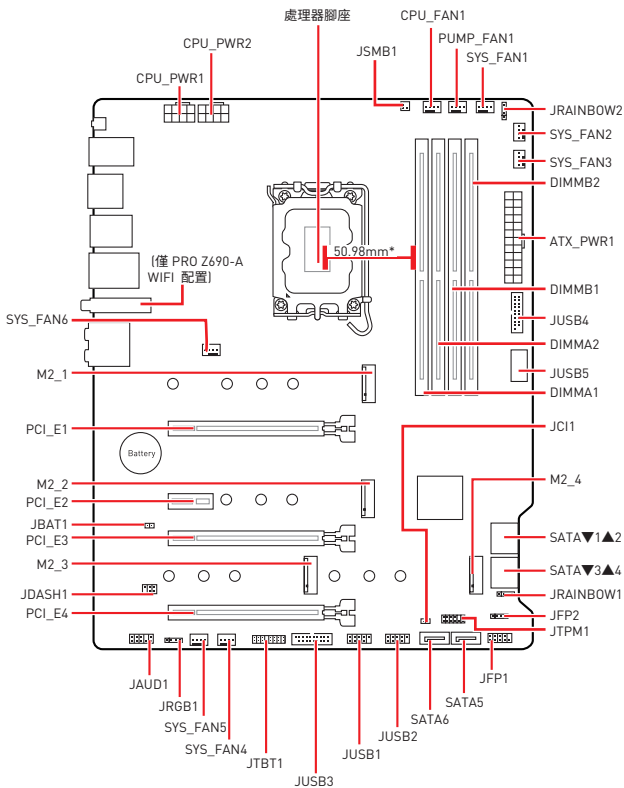 處理器腳座
CPU_FAN1
CPU_PWR2
JSMB1
PUMP_FAN1
SYS_FAN1
CPU_PWR1
JRAINBOW2
SYS_FAN2
SYS_FAN3
DIMMB2
50.98mm*
ATX_PWR1
(僅 PRO Z690-A
WIFI 配置)
DIMMB1
SYS_FAN6
JUSB4
DIMMA2
M2_1
JUSB5
DIMMA1
PCI_E1
JCI1
Battery
M2_2
M2_4
PCI_E2
JBAT1
PCI_E3
SATA▼1▲2
M2_3
SATA▼3▲4
JDASH1
JRAINBOW1
PCI_E4
JFP2
JTPM1
JAUD1
JFP1
JRGB1
SATA5
SATA6
SYS_FAN5
JUSB2
SYS_FAN4
JUSB1
JTBT1
JUSB3